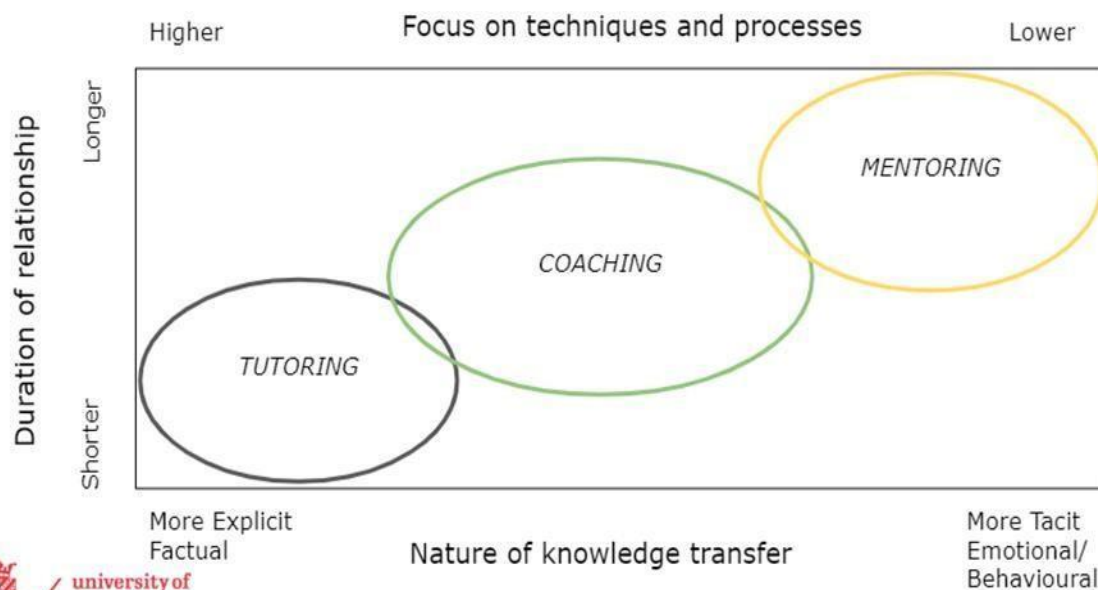 Higher
Focus on techniques and processes
Lower
Duration of relationship
Longer
Shorter
MENTORING
COACHING
TUTORING
More Explicit
Factual
Nature of knowledge transfer
More Tacit
Emotional/
Behavioural
university of